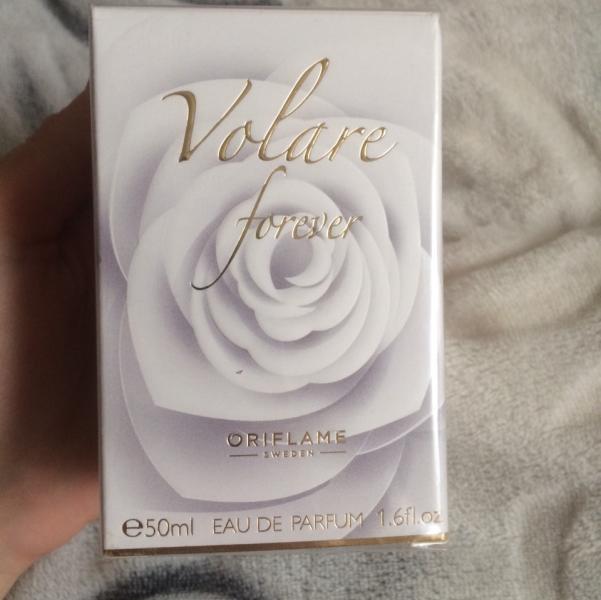 Volare
forever
ORIFLAME
SWEDEN
℮50ml EAU DE PARFUM 1.6fl.oz